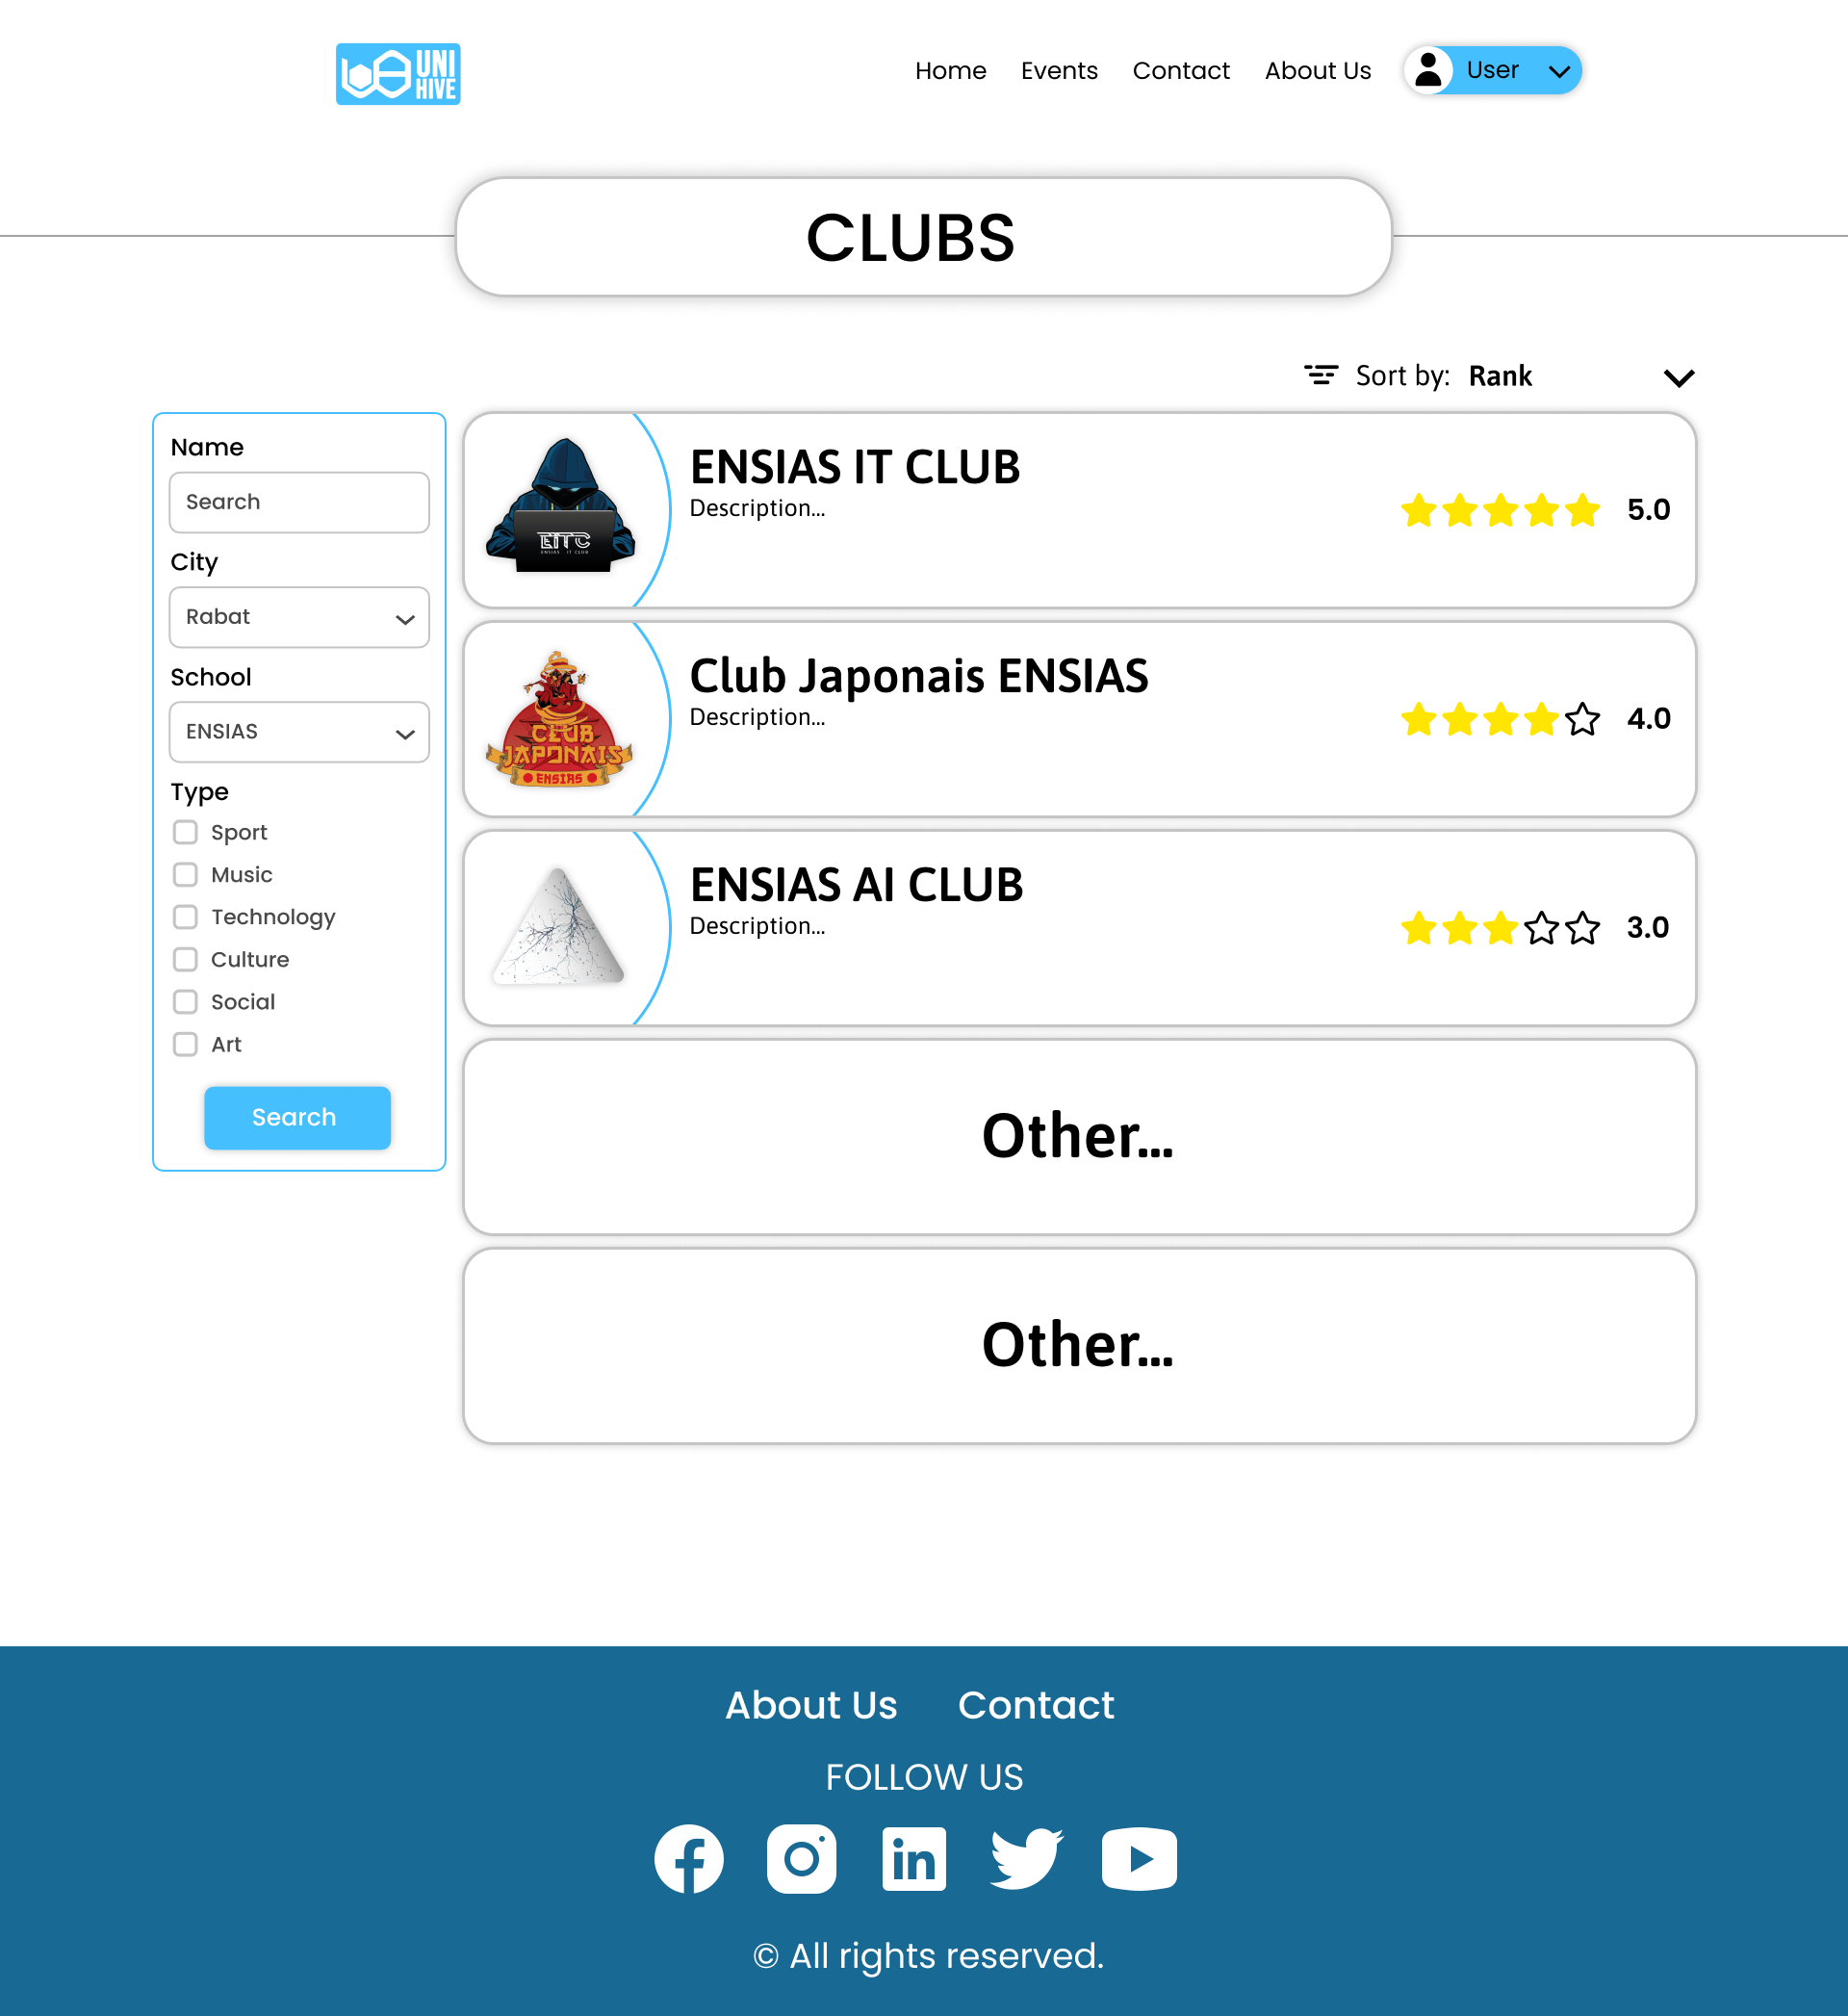 UNI
HIVE
Home Events Contact About Us User
CLUBS
Sort by: Rank
Name
Search
City
Rabat
School
ENSIAS
Type
Sport
Music
Technology
Culture
Social
Art
Search
EITC
ENSIAS IT CLUB
ENSIAS IT CLUB
Description...
5.0
CLUB
JAPONAIS
ENSIAS
Club Japonais ENSIAS
Description...
4.0
ENSIAS AI CLUB
Description...
3.0
Other...
Other...
About Us Contact
FOLLOW US
© All rights reserved.